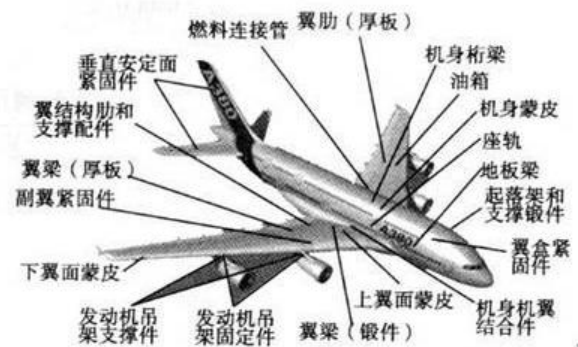 燃料连接管
翼肋（厚板）
机身桁梁
油箱
机身蒙皮
座轨
地板梁
起落架和
支撑锻件
翼盒紧
固件
机身机翼
结合件
上翼面蒙皮
翼梁（锻件）
发动机吊
架固定件
发动机吊
架支撑件
下翼面蒙皮
副翼紧固件
翼梁（厚板）
翼结构肋和
支撑配件
垂直安定面
紧固件
A380
A380